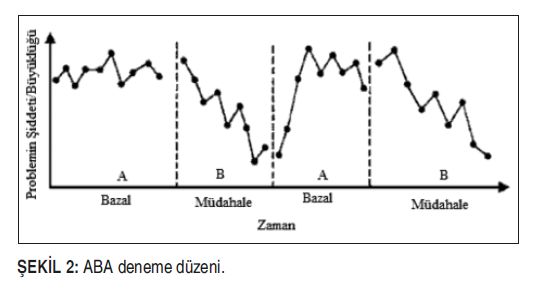 Problemin Şiddeti/Büyüklüğü
A B A B
Bazal Müdahale Bazal Müdahale
Zaman
ŞEKİL 2: ABA deneme düzeni.